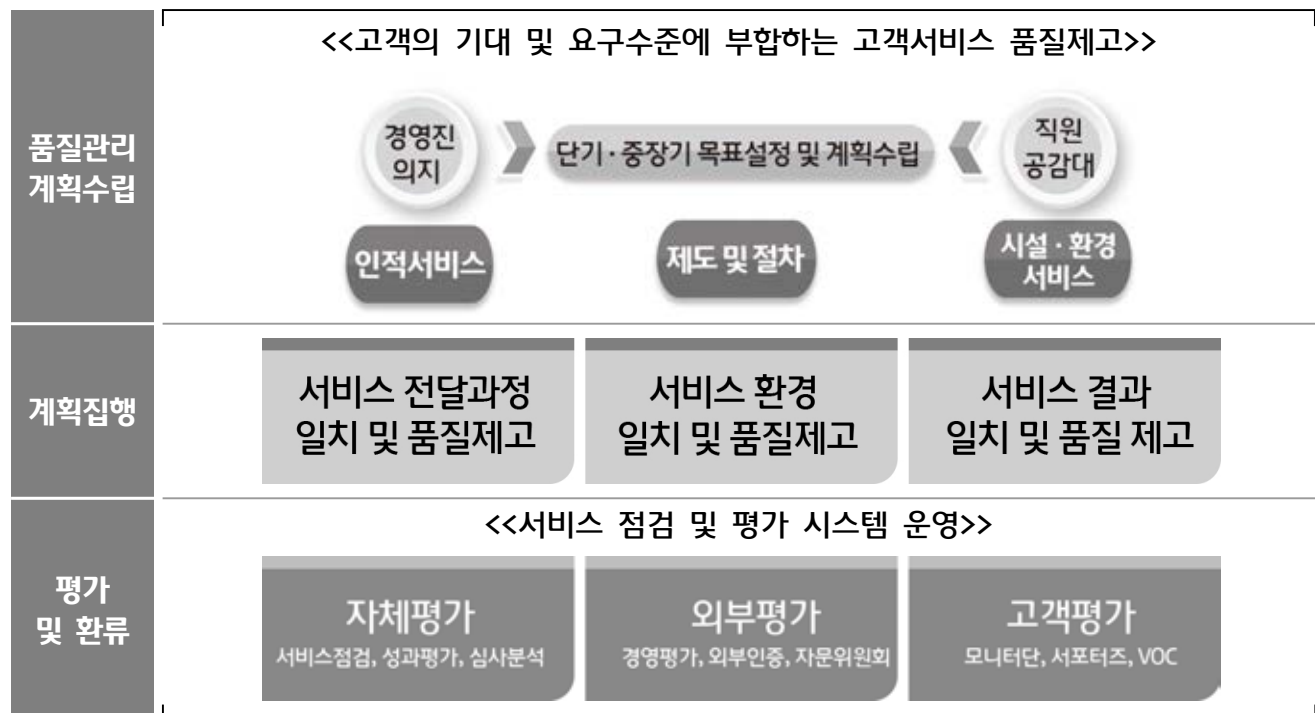 <<고객의 기대 및 요구수준에 부합하는 고객서비스 품질제고>>
품질관리
계획수립
경영진
의지
단기·중장기 목표설정 및 계획수립
직원
공감대
인적서비스
제도 및 절차
시설·환경
서비스
계획집행
서비스 전달과정
일치 및 품질제고
서비스 환경
일치 및 품질제고
서비스 결과
일치 및 품질 제고
평가
및 환류
<<서비스 점검 및 평가 시스템 운영>>
자체평가
서비스점검, 성과평가, 심사분석
외부평가
경영평가, 외부인증, 자문위원회
고객평가
모니터단, 서포터즈, VOC